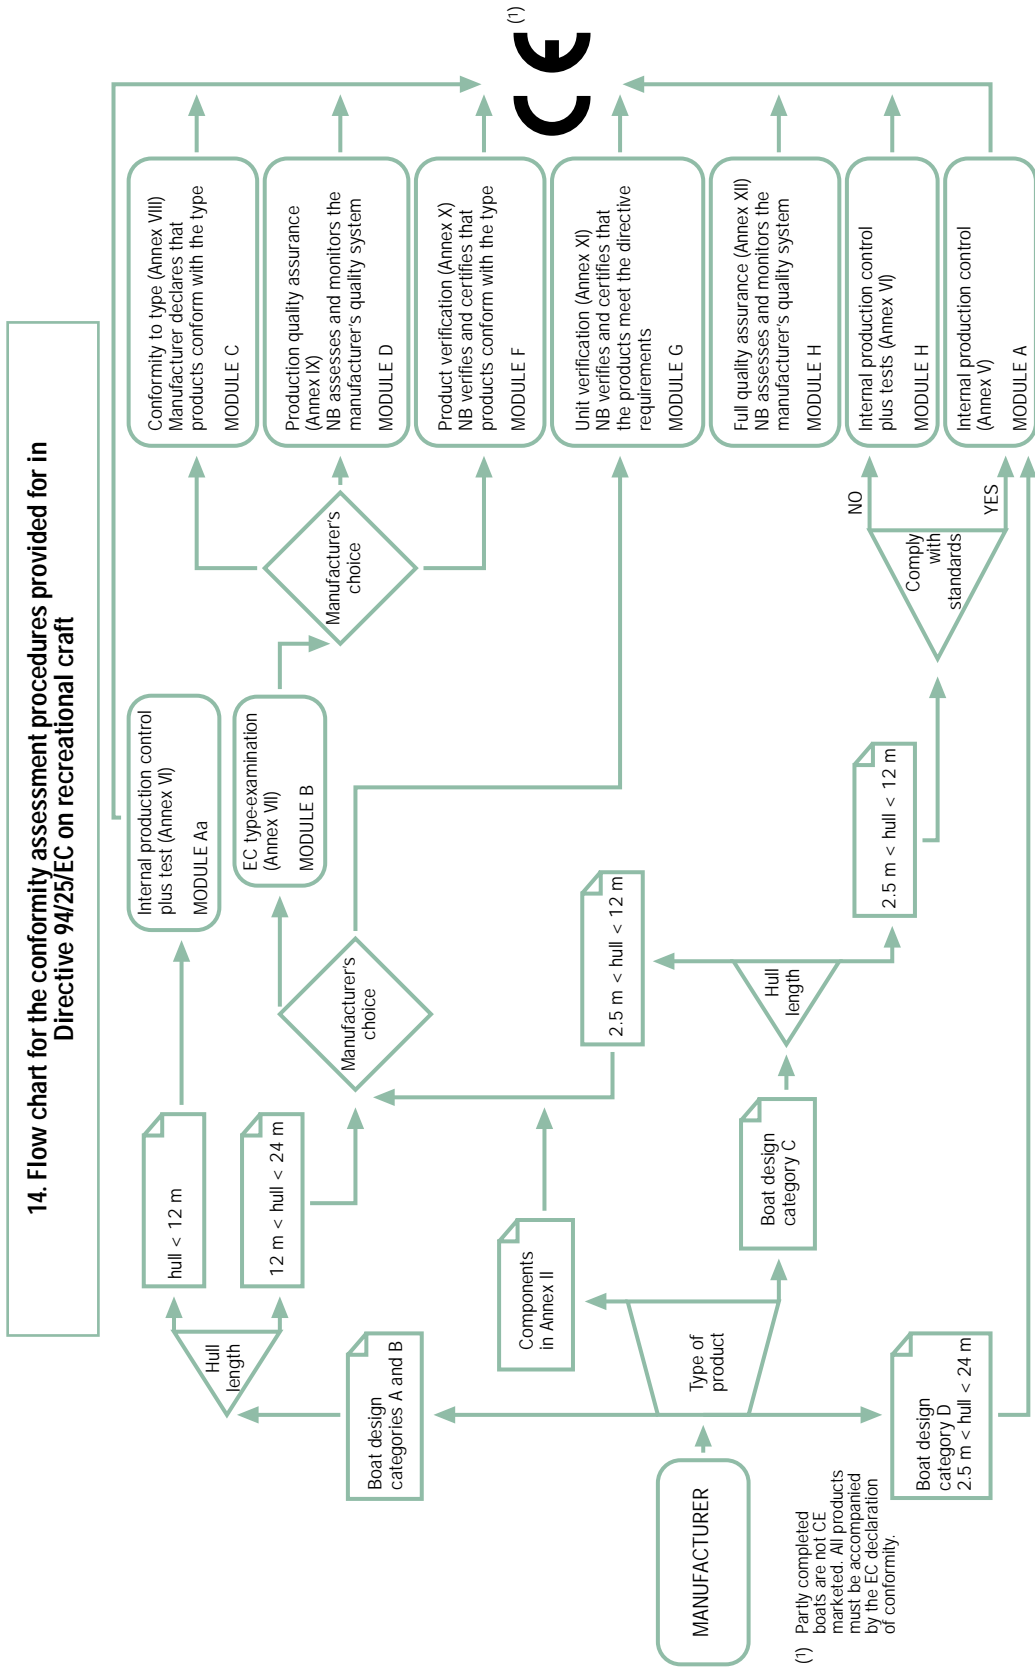 14. Flow chart for the conformity assessment procedures provided for in
Directive 94/25/EC on recreational craft
MANUFACTURER
Type of
product
Boat design
categories A and B
Components
in Annex II
Boat design
category C
Boat design
category D
2.5 m < hull < 24 m
Hull
length
hull < 12 m
12 m < hull < 24 m
Hull
length
2.5 m < hull < 12 m
2.5 m < hull < 12 m
Manufacturer's
choice
Internal production control
plus test (Annex VI)
MODULE Aa
EC type-examination
(Annex VII)
MODULE B
Manufacturer's
choice
Comply
with
standards
NO
YES
Conformity to type (Annex VIII)
Manufacturer declares that
products conform with the type
MODULE C
Production quality assurance
(Annex IX)
NB assesses and monitors the
manufacturer's quality system
MODULE D
Product verification (Annex X)
NB verifies and certifies that
products conform with the type
MODULE F
Unit verification (Annex XI)
NB verifies and certifies that
the products meet the directive
requirements
MODULE G
Full quality assurance (Annex XII)
NB assesses and monitors the
manufacturer's quality system
MODULE H
Internal production control
plus tests (Annex VI)
MODULE H
Internal production control
(Annex V)
MODULE A
CE (1)
(1) Partly completed
boats are not CE
marketed. All products
must be accompanied
by the EC declaration
of conformity.